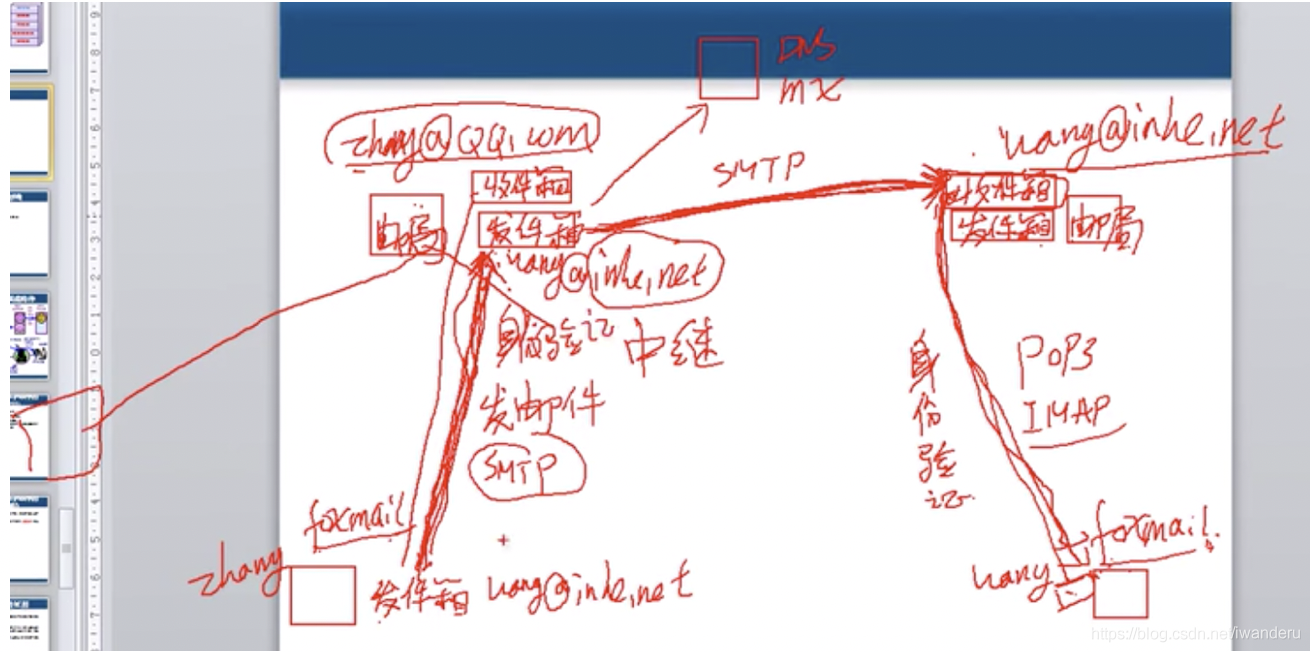 DNS
MX
zhang@QQ.com
wang@inhe.net
SMTP
收件箱
收件箱
邮局
发件箱
发件箱
邮局
wang@inhe.net
身份验证
中继
发邮件
SMTP
身份验证
POP3
IMAP
foxmail
foxmail
zhang
发件箱
wang@inhe.net
wang
https://blog.csdn.net/iwanderu